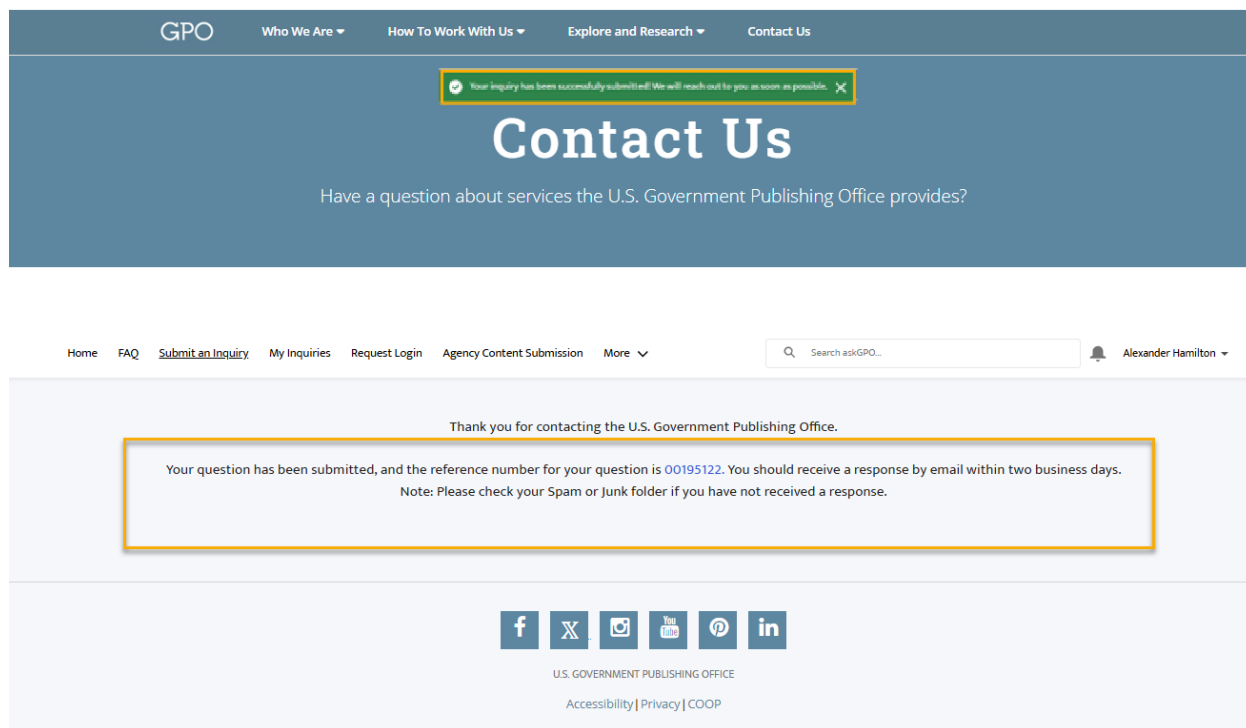 GPO Who We Are How To Work With Us Explore and Research Contact Us
Your inquiry has been successfully submitted! We will reach out to you as soon as possible.
Contact Us
Have a question about services the U.S. Government Publishing Office provides?
Home FAQ Submit an Inquiry My Inquiries Request Login Agency Content Submission More Search askGPO... Alexander Hamilton
Thank you for contacting the U.S. Government Publishing Office.
Your question has been submitted, and the reference number for your question is 00195122. You should receive a response by email within two business days.
Note: Please check your Spam or Junk folder if you have not received a response.
f X You Tube in
U.S. GOVERNMENT PUBLISHING OFFICE
Accessibility | Privacy | COOP